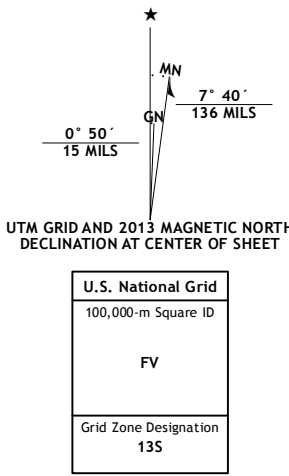 ★
MN
GN
7° 40´
136 MILS
0° 50´
15 MILS
UTM GRID AND 2013 MAGNETIC NORTH
DECLINATION AT CENTER OF SHEET
U.S. National Grid
100,000-m Square ID
FV
Grid Zone Designation
13S